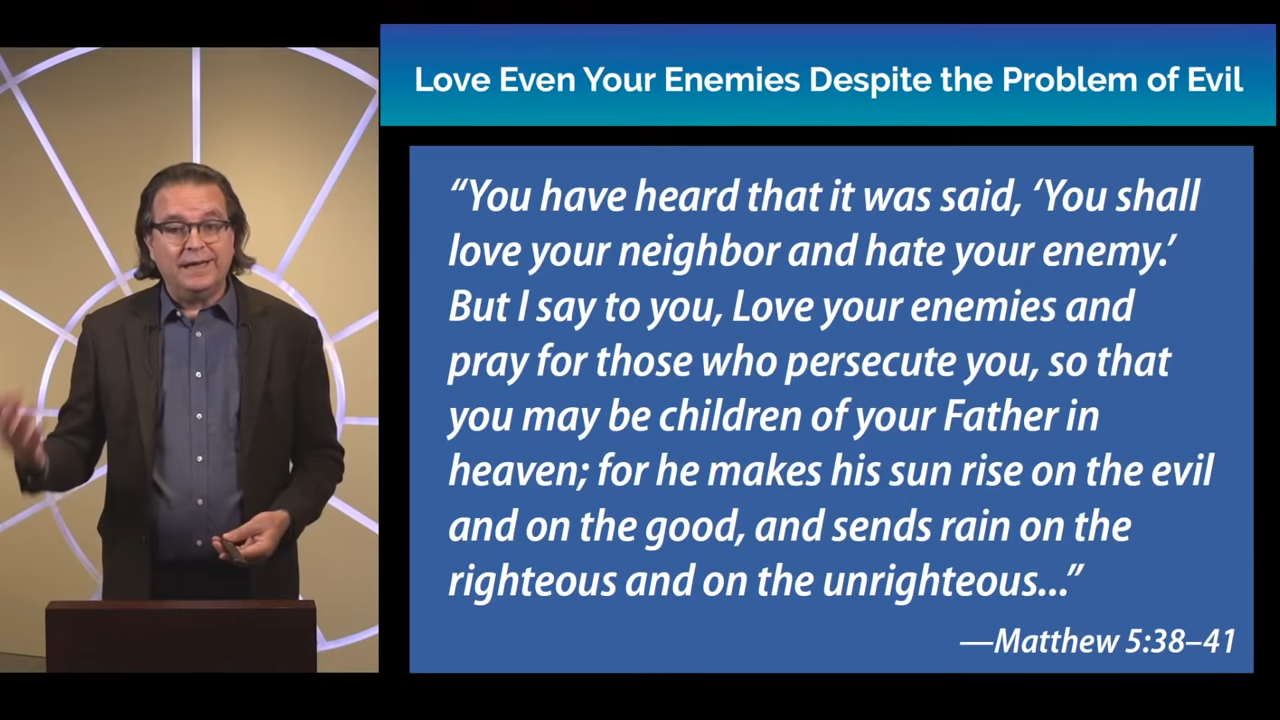 Love Even Your Enemies Despite the Problem of Evil
“You have heard that it was said, ‘You shall
love your neighbor and hate your enemy.’
But I say to you, Love your enemies and
pray for those who persecute you, so that
you may be children of your Father in
heaven; for he makes his sun rise on the evil
and on the good, and sends rain on the
righteous and on the unrighteous...”
—Matthew 5:38–41